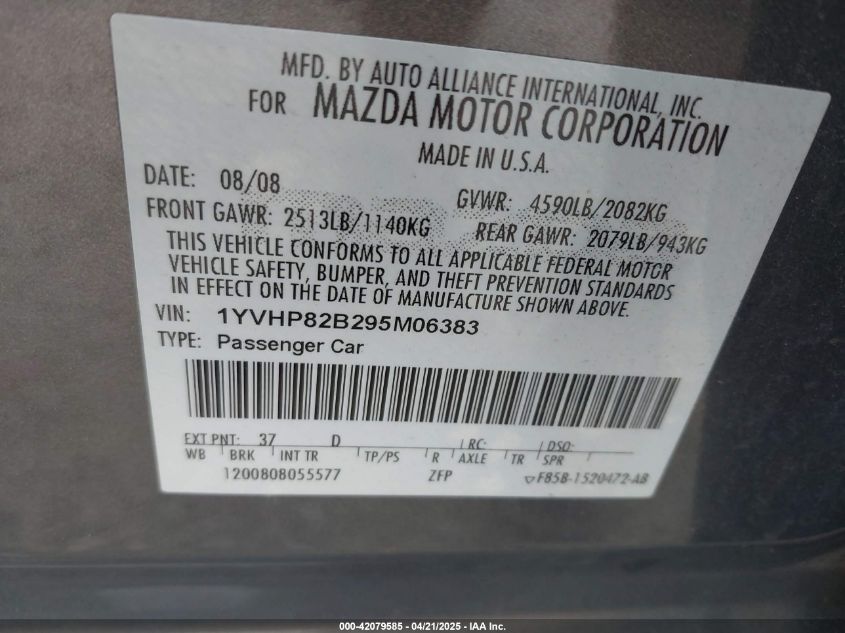 MFD. BY AUTO ALLIANCE INTERNATIONAL, INC.
FOR MAZDA MOTOR CORPORATION
MADE IN U.S.A.
DATE: 08/08 GVWR: 4590LB/2082KG
FRONT GAWR: 2513LB/1140KG REAR GAWR: 2079LB/943KG
THIS VEHICLE CONFORMS TO ALL APPLICABLE FEDERAL MOTOR
VEHICLE SAFETY, BUMPER, AND THEFT PREVENTION STANDARDS
IN EFFECT ON THE DATE OF MANUFACTURE SHOWN ABOVE.
VIN: 1YVHP82B295M06383
TYPE: Passenger Car
EXT PNT: 37 D RC: DSO:
WB BRK INT TR TP/PS R AXLE TR SPR
1200808055577 ZFP F85B-1520472-AB
000-42079585 - 04/21/2025 - IAA Inc.